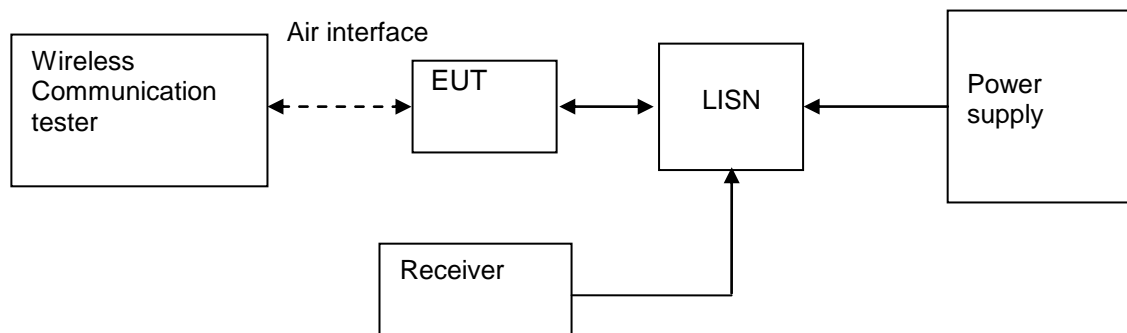 Air interface
Wireless
Communication
tester
EUT
LISN
Power
supply
Receiver